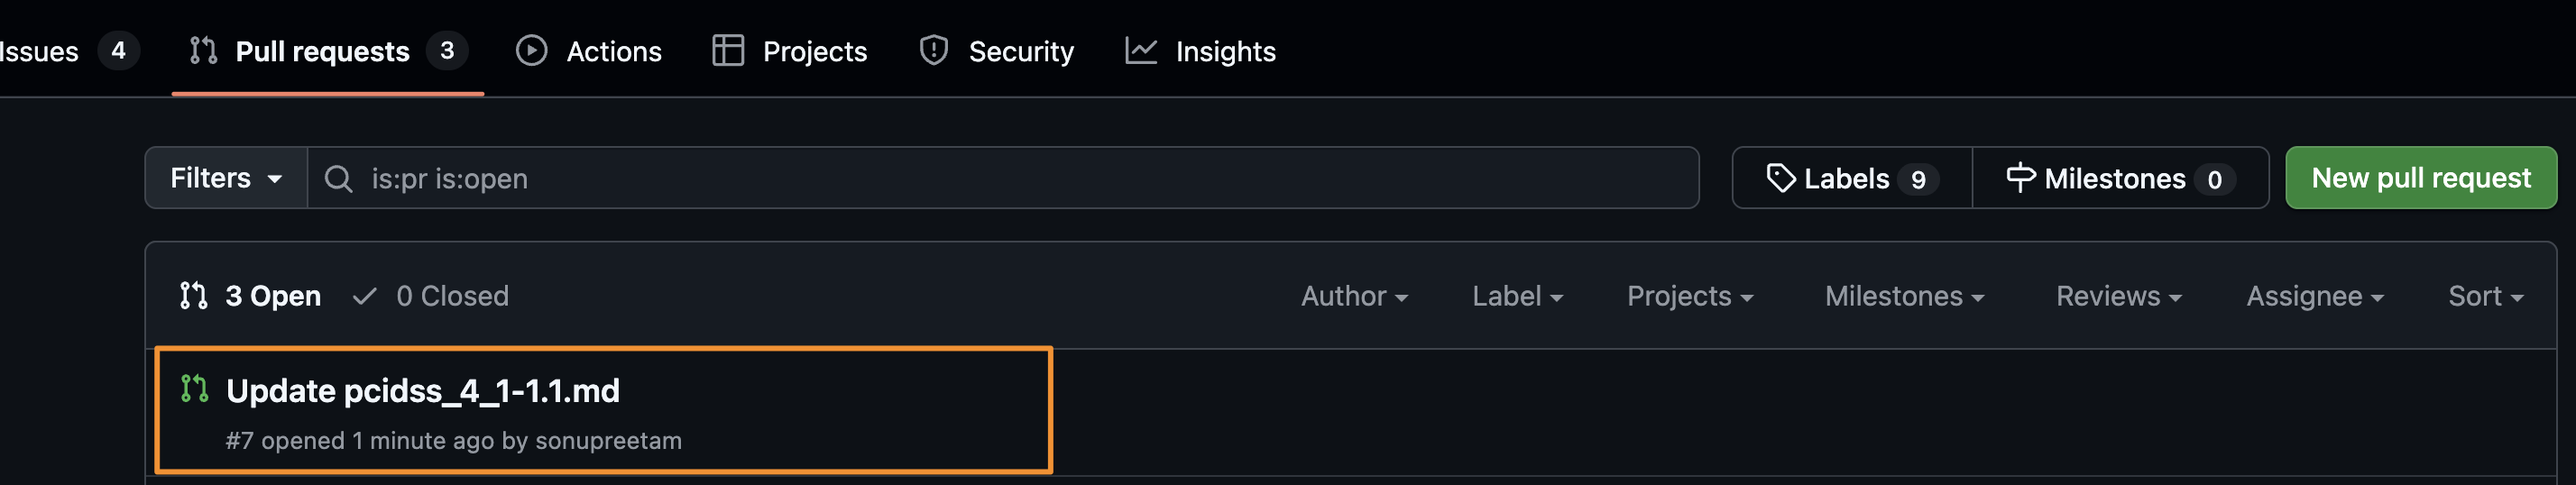 Issues 4 Pull requests 3 Actions Projects Security Insights
Filters is:pr is:open Labels 9 Milestones 0 New pull request
3 Open 0 Closed Author Label Projects Milestones Reviews Assignee Sort
Update pcidss_4_1-1.1.md
#7 opened 1 minute ago by sonupreetam